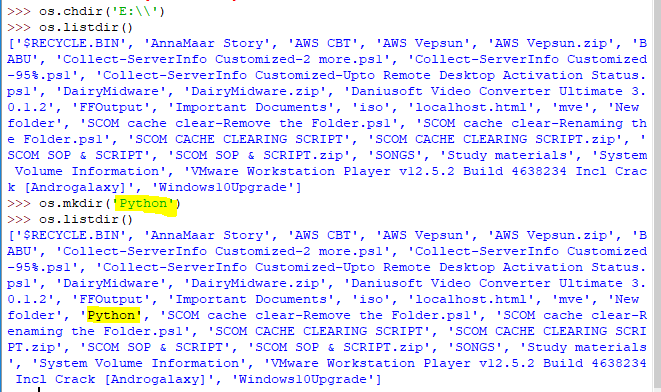 >>> os.chdir('E:\\')
>>> os.listdir()
['$RECYCLE.BIN', 'AnnaMaar Story', 'AWS CBT', 'AWS Vepsun', 'AWS Vepsun.zip', 'B
ABU', 'Collect-ServerInfo Customized-2 more.ps1', 'Collect-ServerInfo Customized
-95%.ps1', 'Collect-ServerInfo Customized-Upto Remote Desktop Activation Status.
ps1', 'DairyMidware', 'DairyMidware.zip', 'Daniusoft Video Converter Ultimate 3.
0.1.2', 'FFOutput', 'Important Documents', 'iso', 'localhost.html', 'mve', 'New
folder', 'SCOM cache clear-Remove the Folder.ps1', 'SCOM cache clear-Renaming th
e Folder.ps1', 'SCOM CACHE CLEARING SCRIPT', 'SCOM CACHE CLEARING SCRIPT.zip', '
SCOM SOP & SCRIPT', 'SCOM SOP & SCRIPT.zip', 'SONGS', 'Study materials', 'System
 Volume Information', 'VMware Workstation Player v12.5.2 Build 4638234 Incl Crac
k [Androgalaxy]', 'Windows10Upgrade']
>>> os.mkdir('Python')
>>> os.listdir()
['$RECYCLE.BIN', 'AnnaMaar Story', 'AWS CBT', 'AWS Vepsun', 'AWS Vepsun.zip', 'B
ABU', 'Collect-ServerInfo Customized-2 more.ps1', 'Collect-ServerInfo Customized
-95%.ps1', 'Collect-ServerInfo Customized-Upto Remote Desktop Activation Status.
ps1', 'DairyMidware', 'DairyMidware.zip', 'Daniusoft Video Converter Ultimate 3.
0.1.2', 'FFOutput', 'Important Documents', 'iso', 'localhost.html', 'mve', 'New
folder', 'Python', 'SCOM cache clear-Remove the Folder.ps1', 'SCOM cache clear-R
enaming the Folder.ps1', 'SCOM CACHE CLEARING SCRIPT', 'SCOM CACHE CLEARING SCRI
PT.zip', 'SCOM SOP & SCRIPT', 'SCOM SOP & SCRIPT.zip', 'SONGS', 'Study materials
', 'System Volume Information', 'VMware Workstation Player v12.5.2 Build 4638234
 Incl Crack [Androgalaxy]', 'Windows10Upgrade']